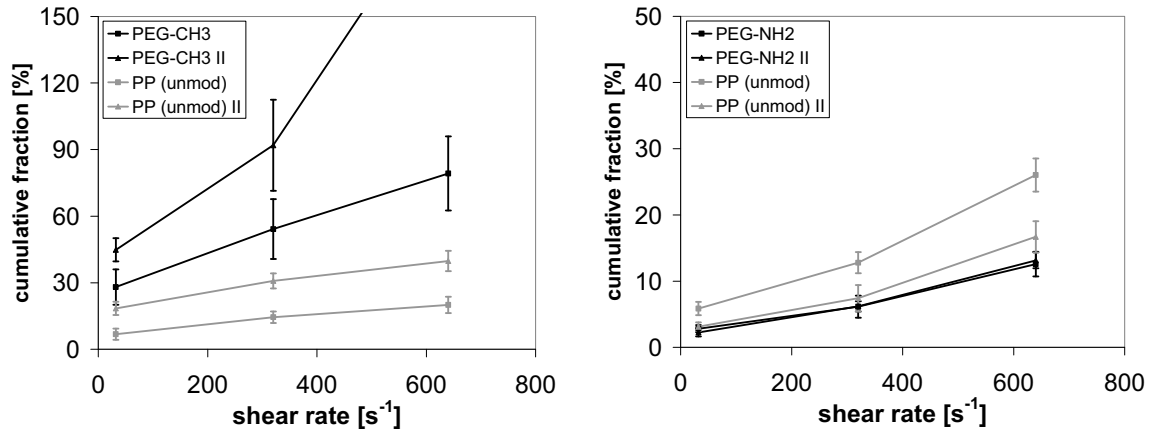 150
120
90
60
30
0
cumulative fraction [%]
PEG-CH3
PEG-CH3 II
PP (unmod)
PP (unmod) II
0 200 400 600 800
shear rate [s⁻¹]
50
40
30
20
10
0
cumulative fraction [%]
PEG-NH2
PEG-NH2 II
PP (unmod)
PP (unmod) II
0 200 400 600 800
shear rate [s⁻¹]